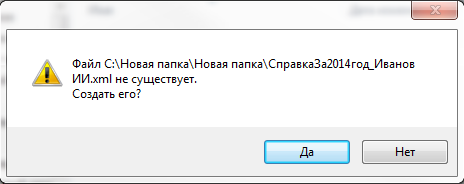 Файл C:\Новая папка\Новая папка\СправкаЗа2014год_Иванов
ИИ.xml не существует.
Создать его?
Да
Нет